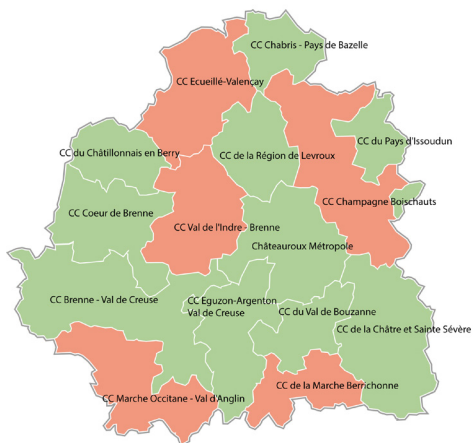 CC Chabris - Pays de Bazelle
CC Ecueillé-Valençay
CC du Pays d'Issoudun
CC du Châtillonnais en Berry
CC de la Région de Levroux
CC Champagne Boischauts
CC Coeur de Brenne
CC Val de l'Indre - Brenne
Châteauroux Métropole
CC Brenne - Val de Creuse
CC Eguzon-Argenton
Val de Creuse
CC du Val de Bouzanne
CC de la Châtre et Sainte Sévère
CC de la Marche Berrichonne
CC Marche Occitane - Val d'Anglin